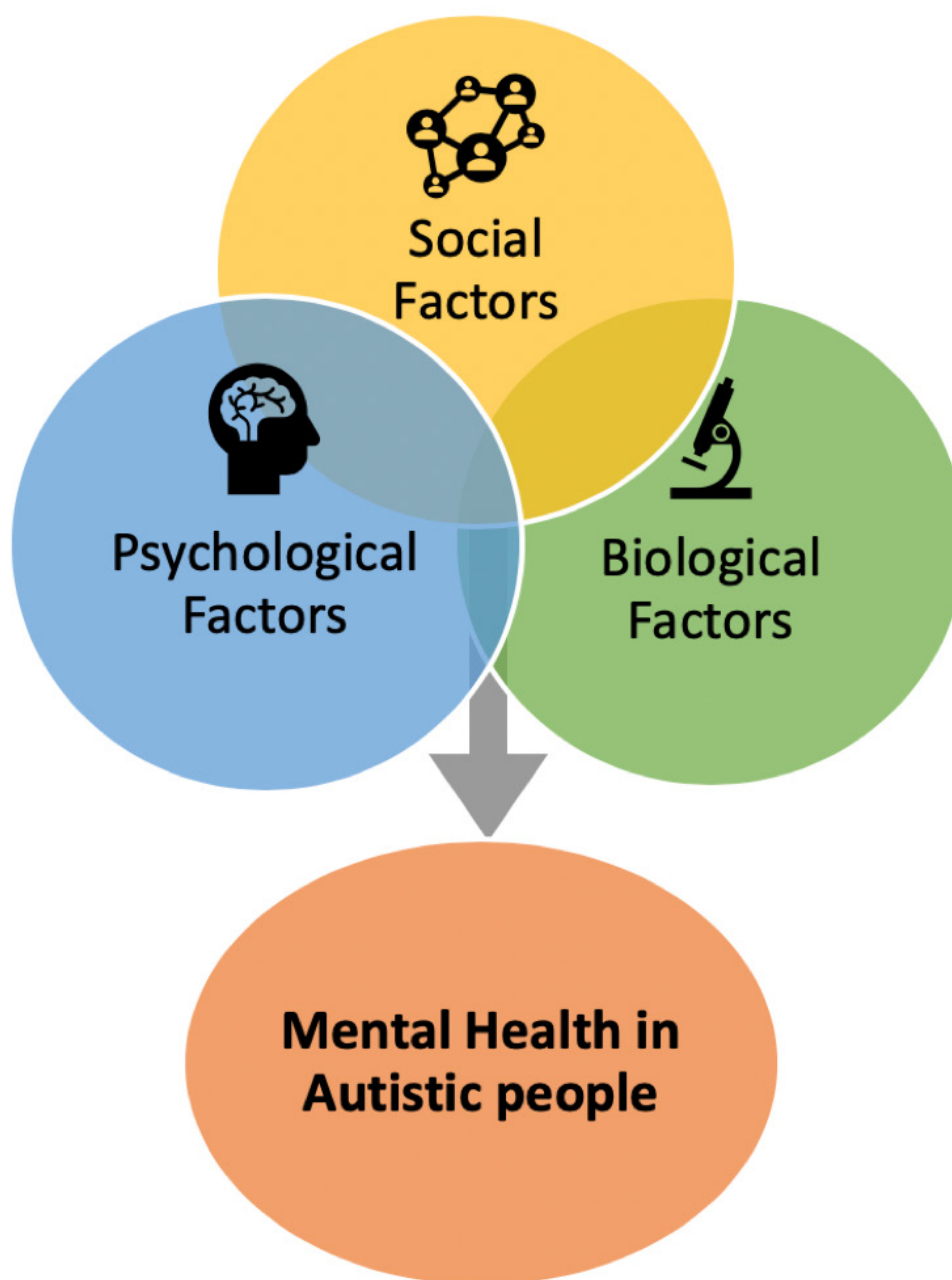 Social
Factors
Psychological
Factors
Biological
Factors
Mental Health in
Autistic people